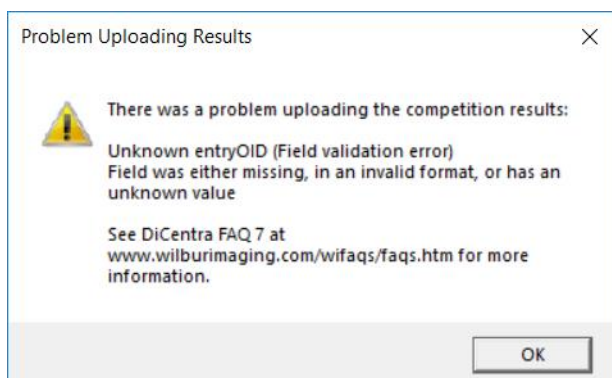 Problem Uploading Results
There was a problem uploading the competition results:
Unknown entryOID (Field validation error)
Field was either missing, in an invalid format, or has an
unknown value
See DiCentra FAQ 7 at
www.wilburimaging.com/wifaqs/faqs.htm for more
information.
OK